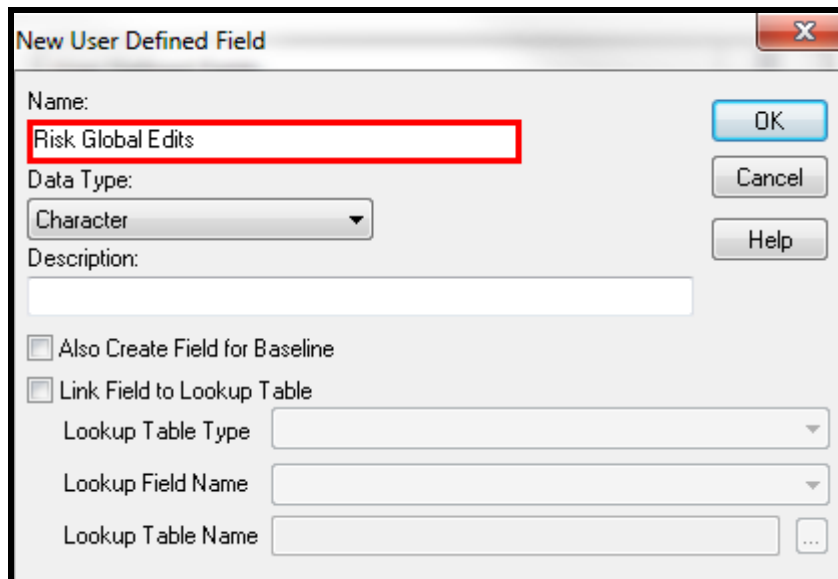 New User Defined Field
Name:
OK
Risk Global Edits
Data Type:
Cancel
Character
Help
Description:
Also Create Field for Baseline
Link Field to Lookup Table
Lookup Table Type
Lookup Field Name
Lookup Table Name
...